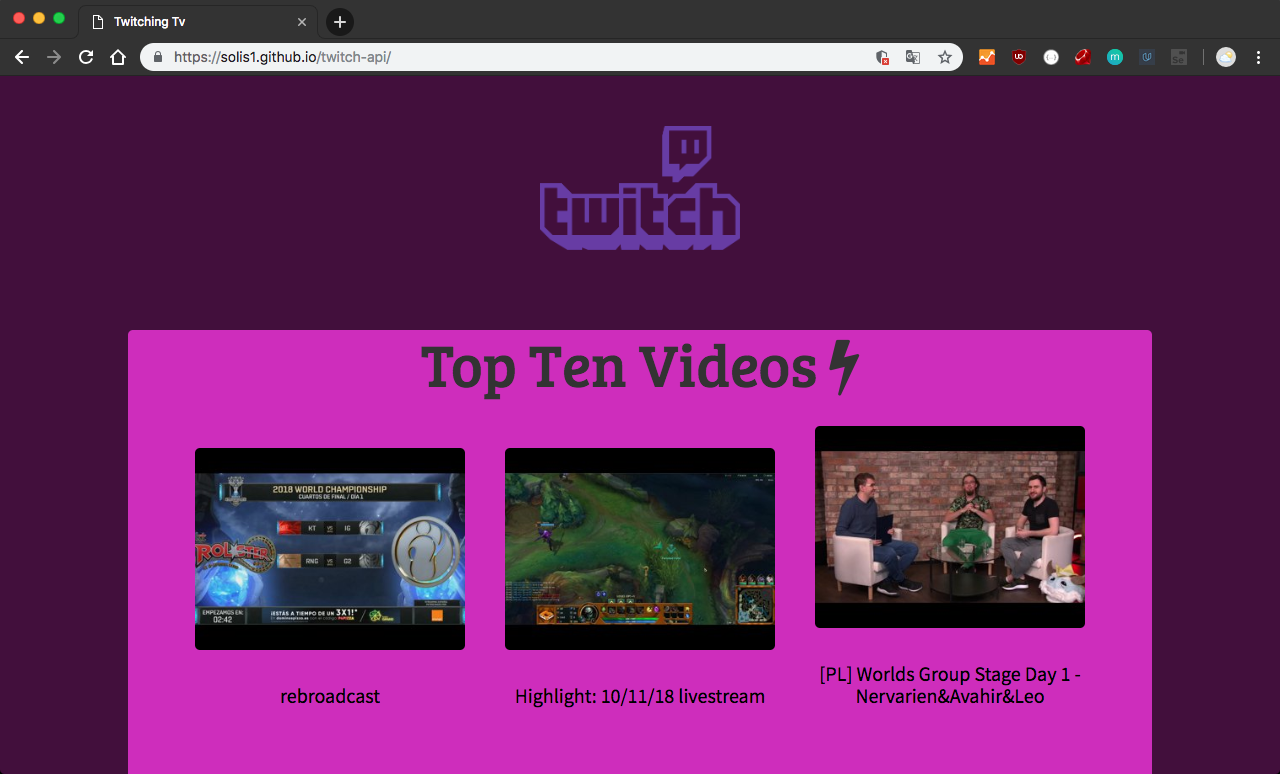 Twitching Tv
https://solis1.github.io/twitch-api/
twitch
Top Ten Videos
2018 WORLD CHAMPIONSHIP
CUARTOS DE FINAL / DÍA 1
KT VS IG
ROLSTER
RNG VS G2
EMPEZAMOS EN:
02:42
¡ESTÁS A TIEMPO DE UN 3X1!*
rebroadcast
Highlight: 10/11/18 livestream
[PL] Worlds Group Stage Day 1 -
Nervarien&Avahir&Leo